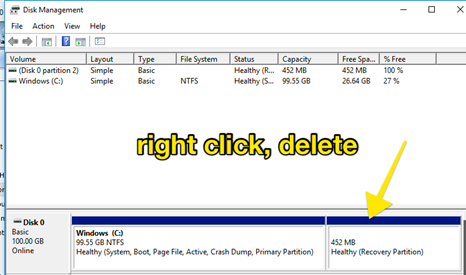 Disk Management
File Action View Help
Volume Layout Type File System Status Capacity Free Spa... % Free
(Disk 0 partition 2) Simple Basic Healthy (R... 452 MB 452 MB 100 %
Windows (C:) Simple Basic NTFS Healthy (S... 99.55 GB 26.64 GB 27 %
right click, delete
Disk 0
Basic
100.00 GB
Online
Windows (C:)
99.55 GB NTFS
Healthy (System, Boot, Page File, Active, Crash Dump, Primary Partition)
452 MB
Healthy (Recovery Partition)